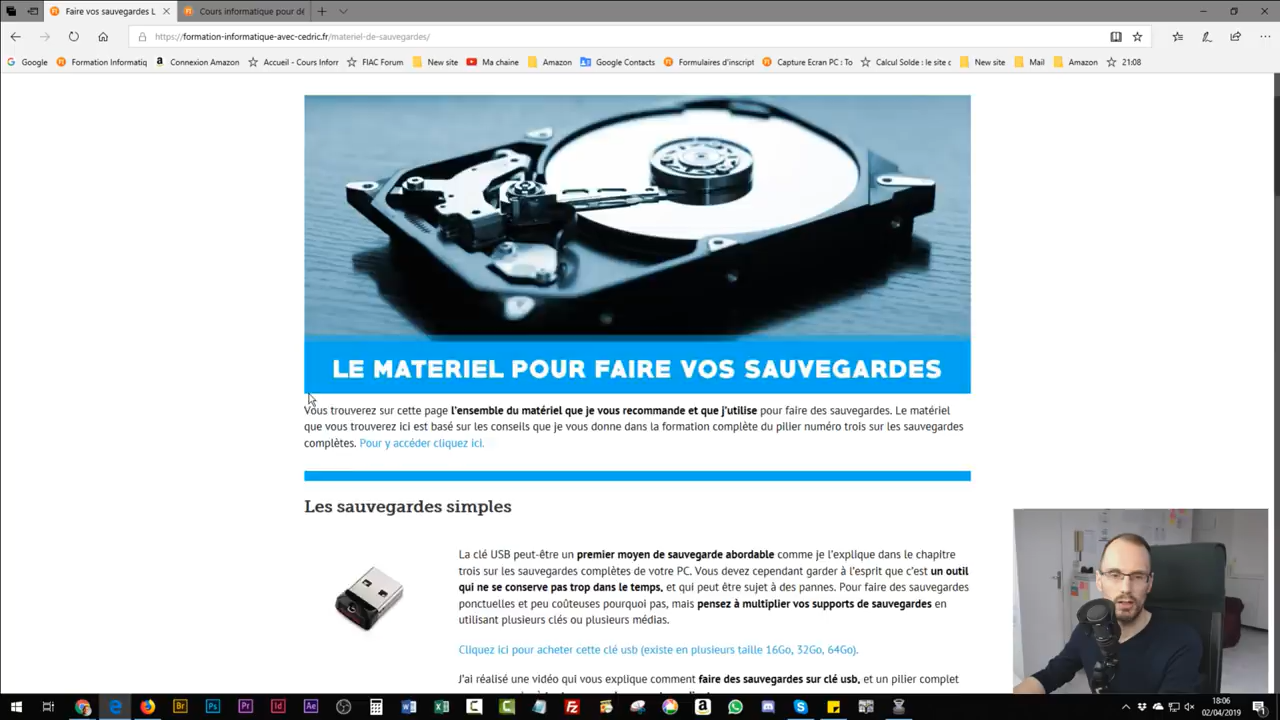 Faire vos sauvegardes L
Cours informatique pour dé
https://formation-informatique-avec-cedric.fr/materiel-de-sauvegardes/
Google
Formation Informatiq
Connexion Amazon
Accueil - Cours Inforr
FIAC Forum
New site
Ma chaine
Amazon
Google Contacts
Formulaires d'inscript
Capture Ecran PC : To
Calcul Solde : le site c
New site
Mail
Amazon
21:08
LE MATERIEL POUR FAIRE VOS SAUVEGARDES
Vous trouverez sur cette page l'ensemble du matériel que je vous recommande et que j'utilise pour faire des sauvegardes. Le matériel
que vous trouverez ici est basé sur les conseils que je vous donne dans la formation complète du pilier numéro trois sur les sauvegardes
complètes. Pour y accéder cliquez ici.
Les sauvegardes simples
La clé USB peut-être un premier moyen de sauvegarde abordable comme je l'explique dans le chapitre
trois sur les sauvegardes complètes de votre PC. Vous devez cependant garder à l'esprit que c'est un outil
qui ne se conserve pas trop dans le temps, et qui peut être sujet à des pannes. Pour faire des sauvegardes
ponctuelles et peu coûteuses pourquoi pas, mais pensez à multiplier vos supports de sauvegardes en
utilisant plusieurs clés ou plusieurs médias.
Cliquez ici pour acheter cette clé usb (existe en plusieurs taille 16Go, 32Go, 64Go).
J'ai réalisé une vidéo qui vous explique comment faire des sauvegardes sur clé usb, et un pilier complet
Br
Ps
Pr
Id
Ae
18:06
02/04/2019